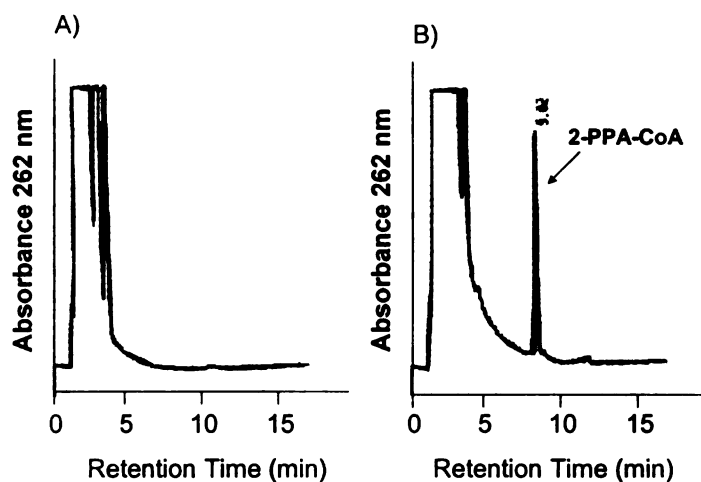 A)
Absorbance 262 nm
0 5 10 15
Retention Time (min)
B)
Absorbance 262 nm
2-PPA-CoA
0 5 10 15
Retention Time (min)